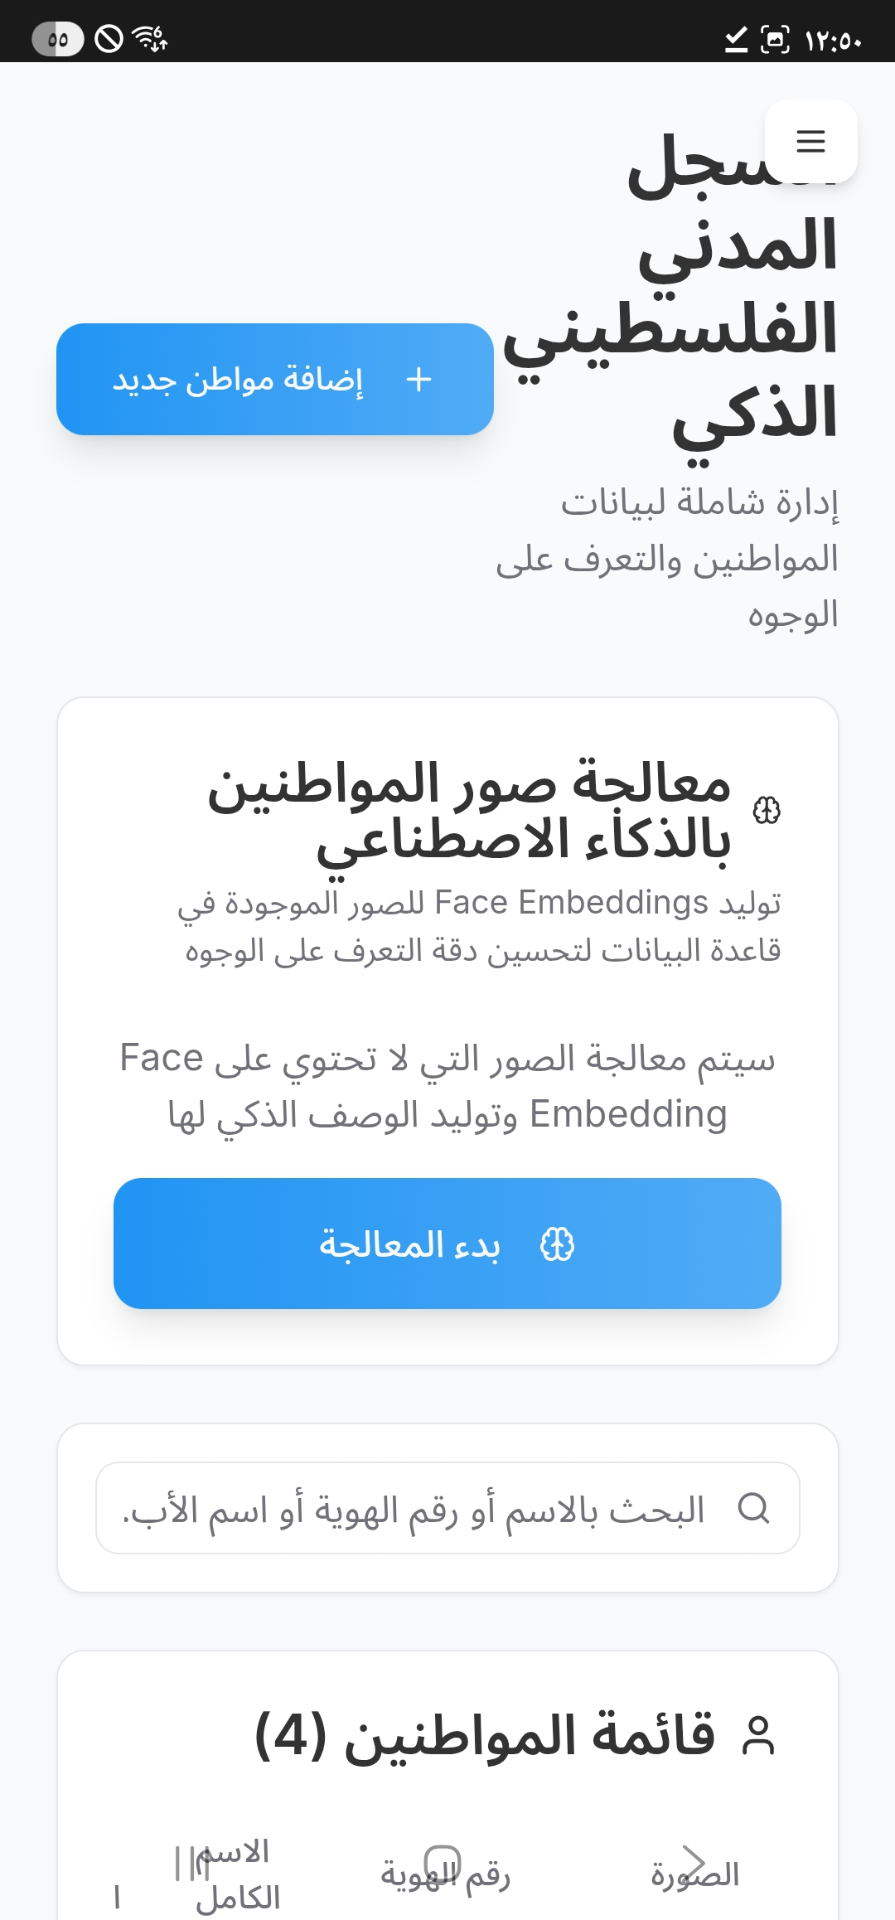 ١٢:٥٠
٥٥
السجل
المدني
الفلسطيني
الذكي
إضافة مواطن جديد
إدارة شاملة لبيانات
المواطنين والتعرف على
الوجوه
معالجة صور المواطنين
بالذكاء الاصطناعي
توليد Face Embeddings للصور الموجودة في
قاعدة البيانات لتحسين دقة التعرف على الوجوه
سيتم معالجة الصور التي لا تحتوي على Face
Embedding وتوليد الوصف الذكي لها
بدء المعالجة
البحث بالاسم أو رقم الهوية أو اسم الأب.
قائمة المواطنين (4)
الصورة
رقم الهوية
الاسم
الكامل